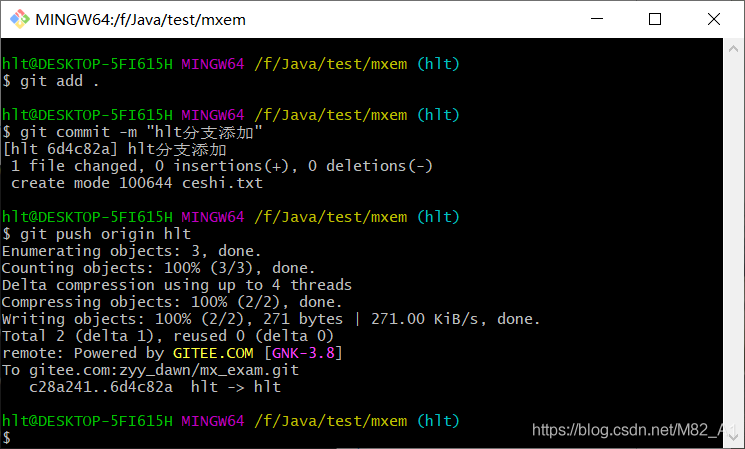 MINGW64:/f/Java/test/mxem
hlt@DESKTOP-5FI615H MINGW64 /f/Java/test/mxem (hlt)
$ git add .
hlt@DESKTOP-5FI615H MINGW64 /f/Java/test/mxem (hlt)
$ git commit -m "hlt分支添加"
[hlt 6d4c82a] hlt分支添加
1 file changed, 0 insertions(+), 0 deletions(-)
create mode 100644 ceshi.txt
hlt@DESKTOP-5FI615H MINGW64 /f/Java/test/mxem (hlt)
$ git push origin hlt
Enumerating objects: 3, done.
Counting objects: 100% (3/3), done.
Delta compression using up to 4 threads
Compressing objects: 100% (2/2), done.
Writing objects: 100% (2/2), 271 bytes | 271.00 KiB/s, done.
Total 2 (delta 1), reused 0 (delta 0)
remote: Powered by GITEE.COM [GNK-3.8]
To gitee.com:zyy_dawn/mx_exam.git
c28a241..6d4c82a  hlt -> hlt
hlt@DESKTOP-5FI615H MINGW64 /f/Java/test/mxem (hlt)
$
https://blog.csdn.net/M82_A1